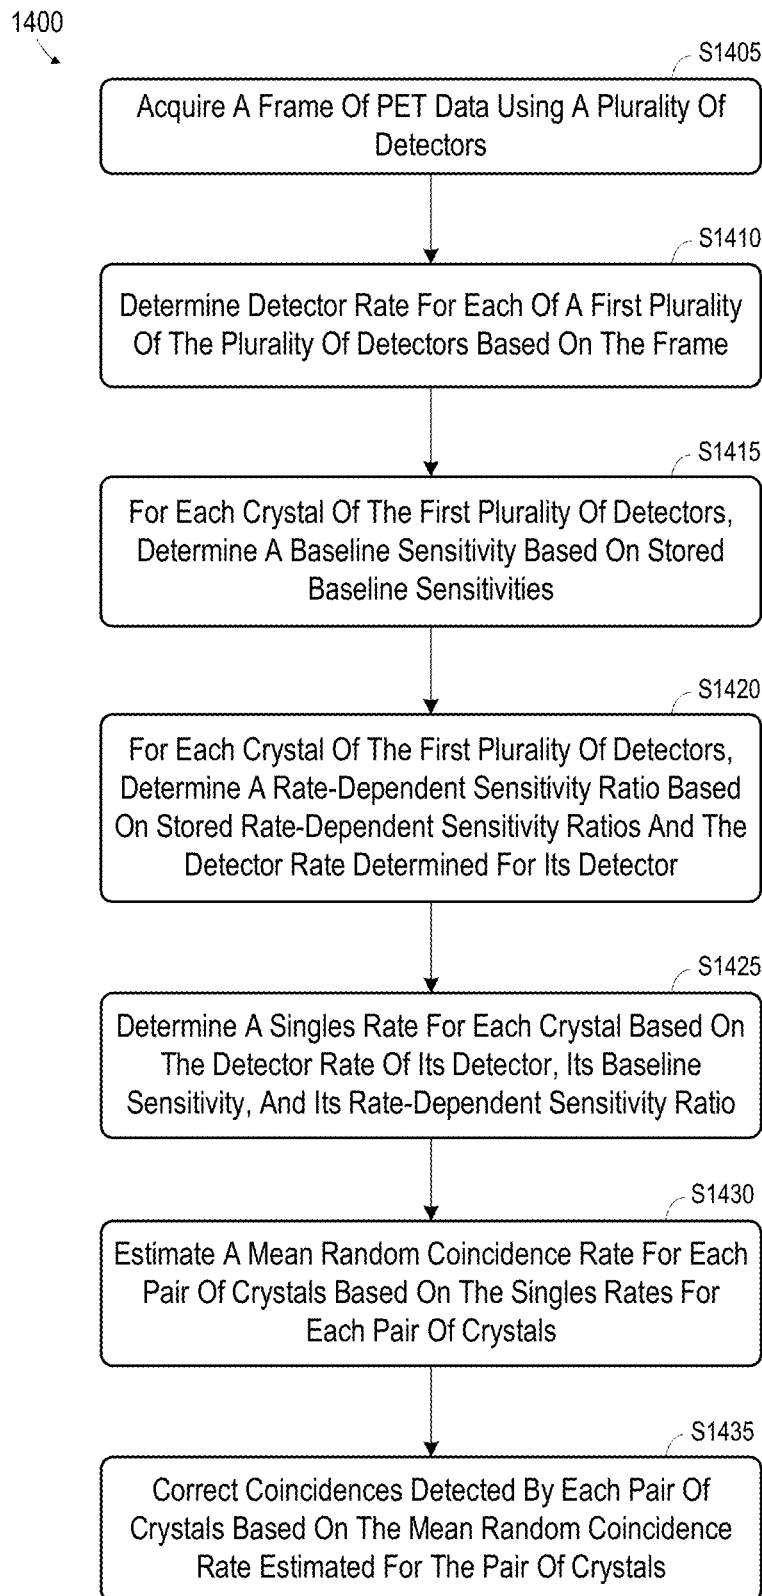 1400
S1405
Acquire A Frame Of PET Data Using A Plurality Of
Detectors
S1410
Determine Detector Rate For Each Of A First Plurality
Of The Plurality Of Detectors Based On The Frame
S1415
For Each Crystal Of The First Plurality Of Detectors,
Determine A Baseline Sensitivity Based On Stored
Baseline Sensitivities
S1420
For Each Crystal Of The First Plurality Of Detectors,
Determine A Rate-Dependent Sensitivity Ratio Based
On Stored Rate-Dependent Sensitivity Ratios And The
Detector Rate Determined For Its Detector
S1425
Determine A Singles Rate For Each Crystal Based On
The Detector Rate Of Its Detector, Its Baseline
Sensitivity, And Its Rate-Dependent Sensitivity Ratio
S1430
Estimate A Mean Random Coincidence Rate For Each
Pair Of Crystals Based On The Singles Rates For
Each Pair Of Crystals
S1435
Correct Coincidences Detected By Each Pair Of
Crystals Based On The Mean Random Coincidence
Rate Estimated For The Pair Of Crystals